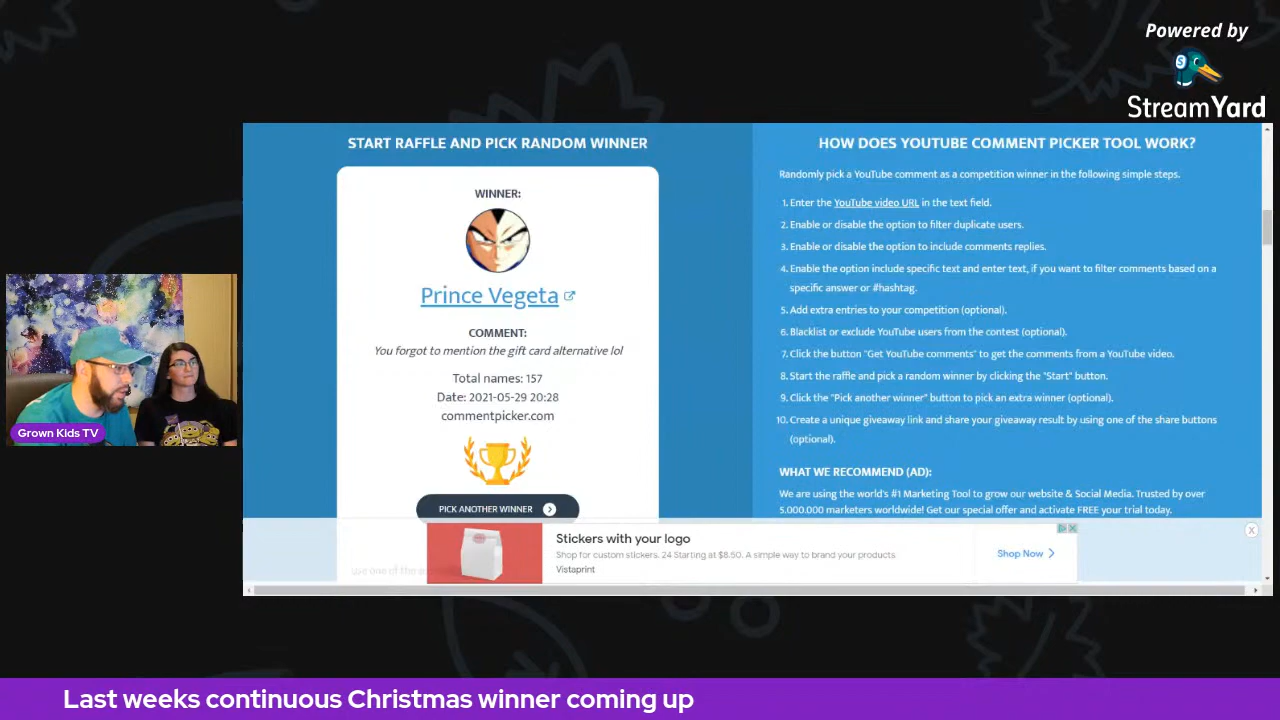 Powered by
StreamYard
START RAFFLE AND PICK RANDOM WINNER
WINNER:
Prince Vegeta
COMMENT:
You forgot to mention the gift card alternative lol
Total names: 157
Date: 2021-05-29 20:28
commentpicker.com
PICK ANOTHER WINNER
HOW DOES YOUTUBE COMMENT PICKER TOOL WORK?
Randomly pick a YouTube comment as a competition winner in the following simple steps.
1. Enter the YouTube video URL in the text field.
2. Enable or disable the option to filter duplicate users.
3. Enable or disable the option to include comments replies.
4. Enable the option include specific text and enter text, if you want to filter comments based on a
specific answer or #hashtag.
5. Add extra entries to your competition (optional).
6. Blacklist or exclude YouTube users from the contest (optional).
7. Click the button "Get YouTube comments" to get the comments from a YouTube video.
8. Start the raffle and pick a random winner by clicking the "Start" button.
9. Click the "Pick another winner" button to pick an extra winner (optional).
10. Create a unique giveaway link and share your giveaway result by using one of the share buttons
(optional).
WHAT WE RECOMMEND (AD):
We are using the world's #1 Marketing Tool to grow our website & Social Media. Trusted by over
5.000.000 marketers worldwide! Get our special offer and activate FREE your trial today.
use one of the
Stickers with your logo
Shop for custom stickers. 24 Starting at $8.50. A simple way to brand your products.
Vistaprint
Shop Now
Grown Kids TV
Last weeks continuous Christmas winner coming up